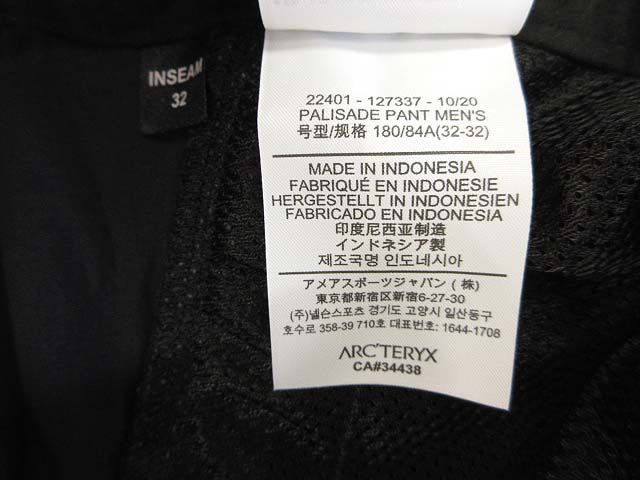 INSEAM
32
22401 - 127337 - 10/20
PALISADE PANT MEN'S
号型/规格 180/84A(32-32)
MADE IN INDONESIA
FABRIQUÉ EN INDONESIE
HERGESTELLT IN INDONESIEN
FABRICADO EN INDONESIA
印度尼西亚制造
インドネシア製
제조국명 인도네시아
アメアスポーツジャパン (株)
東京都新宿区新宿6-27-30
(주)넬슨스포츠 경기도 고양시 일산동구
호수로 358-39 710호 대표번호: 1644-1708
ARC'TERYX
CA#34438